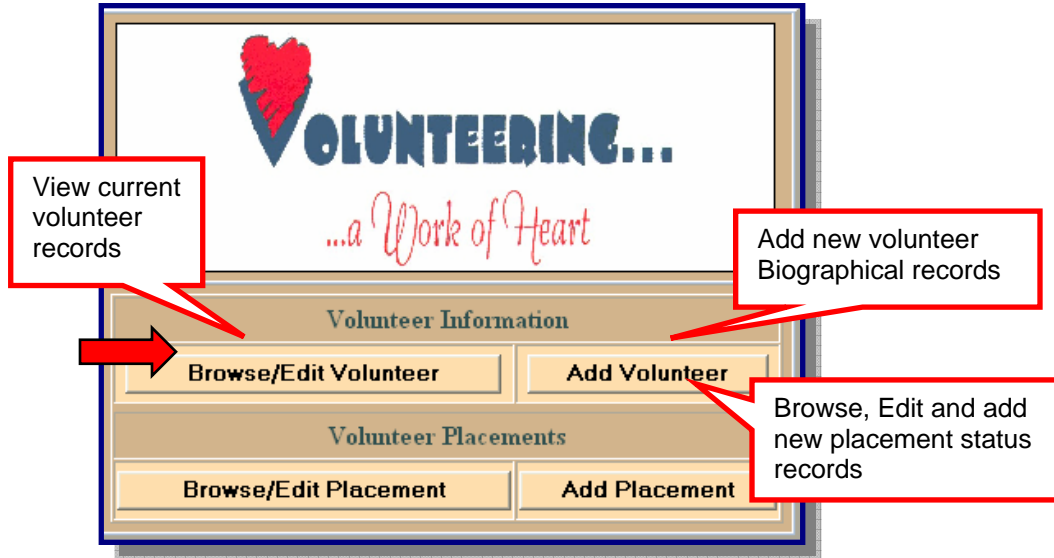 VOLUNTEERING...
...a Work of Heart
View current
volunteer
records
Add new volunteer
Biographical records
Volunteer Information
Browse/Edit Volunteer
Add Volunteer
Browse, Edit and add
new placement status
records
Volunteer Placements
Browse/Edit Placement
Add Placement